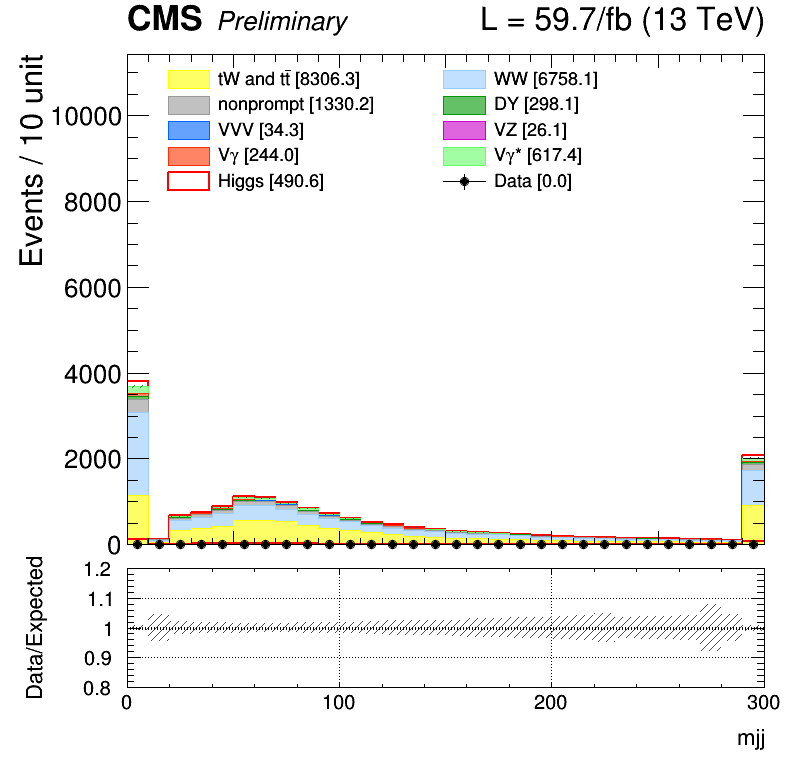 CMS Preliminary L = 59.7/fb (13 TeV)
Events / 10 unit
10000
8000
6000
4000
2000
0
tW and tt̄ [8306.3]
WW [6758.1]
nonprompt [1330.2]
DY [298.1]
VVV [34.3]
VZ [26.1]
Vγ [244.0]
Vγ* [617.4]
Higgs [490.6]
Data [0.0]
Data/Expected
1.2
1.1
1
0.9
0.8
0 100 200 300
mjj